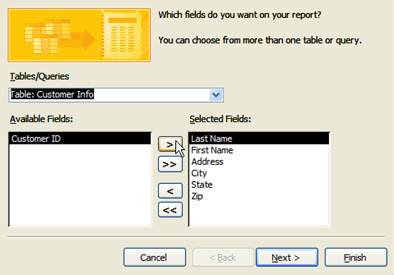 Which fields do you want on your report?
You can choose from more than one table or query.
Tables/Queries
Table: Customer Info
Available Fields:
Selected Fields:
Customer ID
>
>>
<
<<
Last Name
First Name
Address
City
State
Zip
Cancel
< Back
Next >
Finish